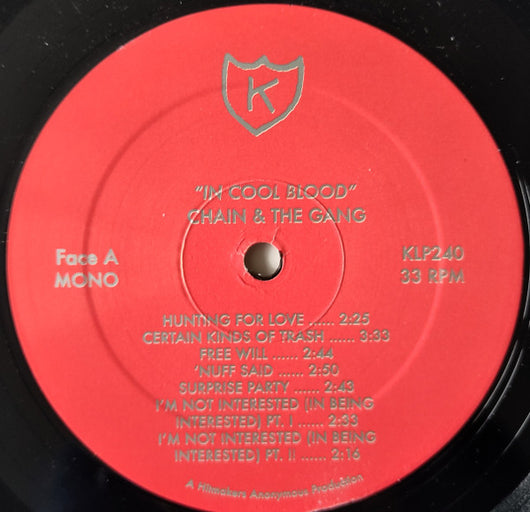 K
"IN COOL BLOOD"
CHAIN & THE GANG
Face A
MONO
KLP240
33 RPM
HUNTING FOR LOVE ...... 2:25
CERTAIN KINDS OF TRASH ...... 3:33
FREE WILL ...... 2:44
'NUFF SAID ...... 2:50
SURPRISE PARTY ...... 2:43
I'M NOT INTERESTED (IN BEING
INTERESTED) PT. I ...... 2:33
I'M NOT INTERESTED (IN BEING
INTERESTED) PT. II ...... 2:16
A Hitmakers Anonymous Production